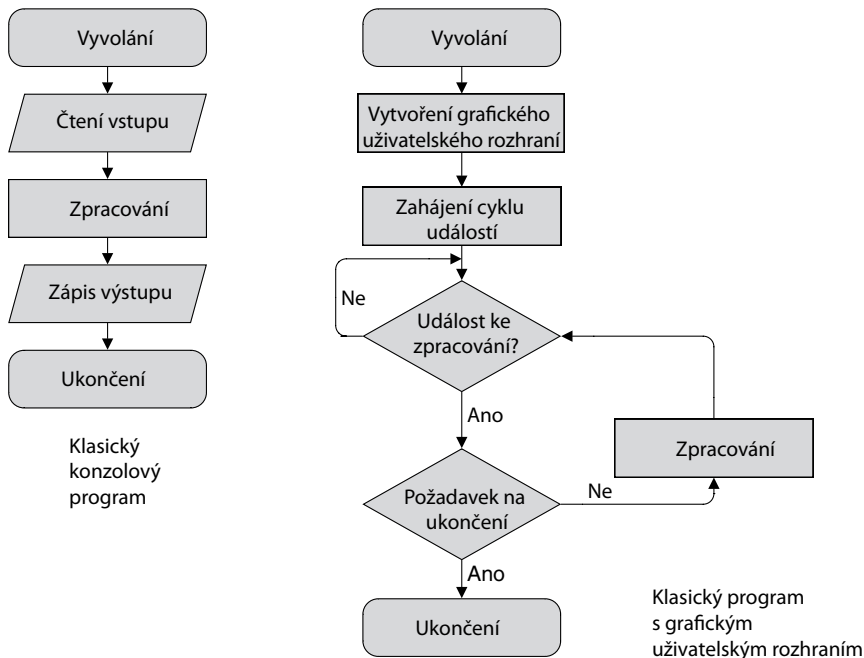 Vyvolání
Čtení vstupu
Zpracování
Zápis výstupu
Ukončení
Klasický
konzolový
program
Vyvolání
Vytvoření grafického
uživatelského rozhraní
Zahájení cyklu
událostí
Ne
Událost ke
zpracování?
Ano
Zpracování
Požadavek na
ukončení
Ne
Ano
Ukončení
Klasický program
s grafickým
uživatelským rozhraním